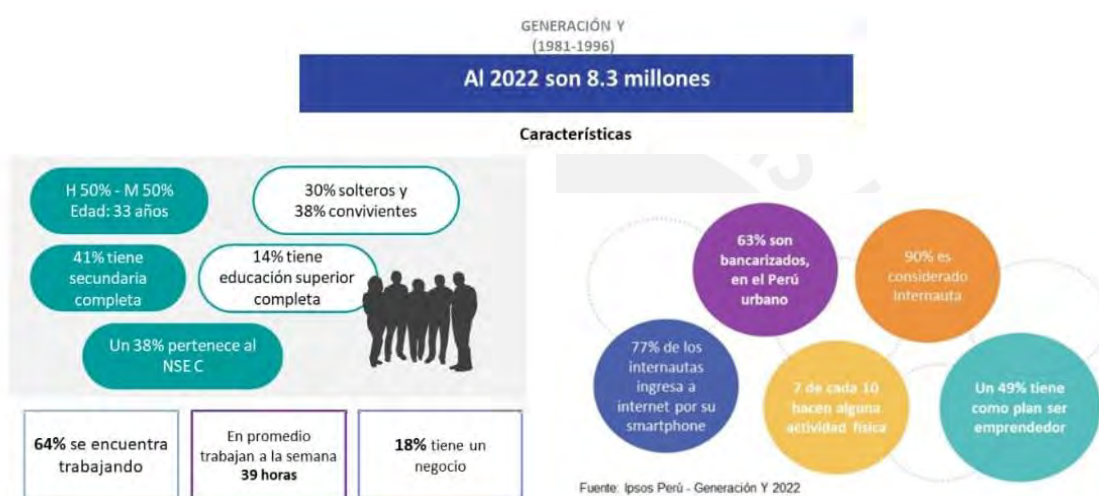 GENERACIÓN Y
(1981-1996)
Al 2022 son 8.3 millones
Características
H 50% - M 50%
Edad: 33 años
30% solteros y
38% convivientes
41% tiene
secundaria
completa
14% tiene
educación superior
completa
Un 38% pertenece al
NSE C
64% se encuentra
trabajando
En promedio
trabajan a la semana
39 horas
18% tiene un
negocio
63% son
bancarizados,
en el Perú
urbano
90% es
considerado
Internauta
77% de los
internautas
ingresa a
internet por su
smartphone
7 de cada 10
hacen alguna
actividad física
Un 49% tiene
como plan ser
emprendedor
Fuente: Ipsos Perú - Generación Y 2022